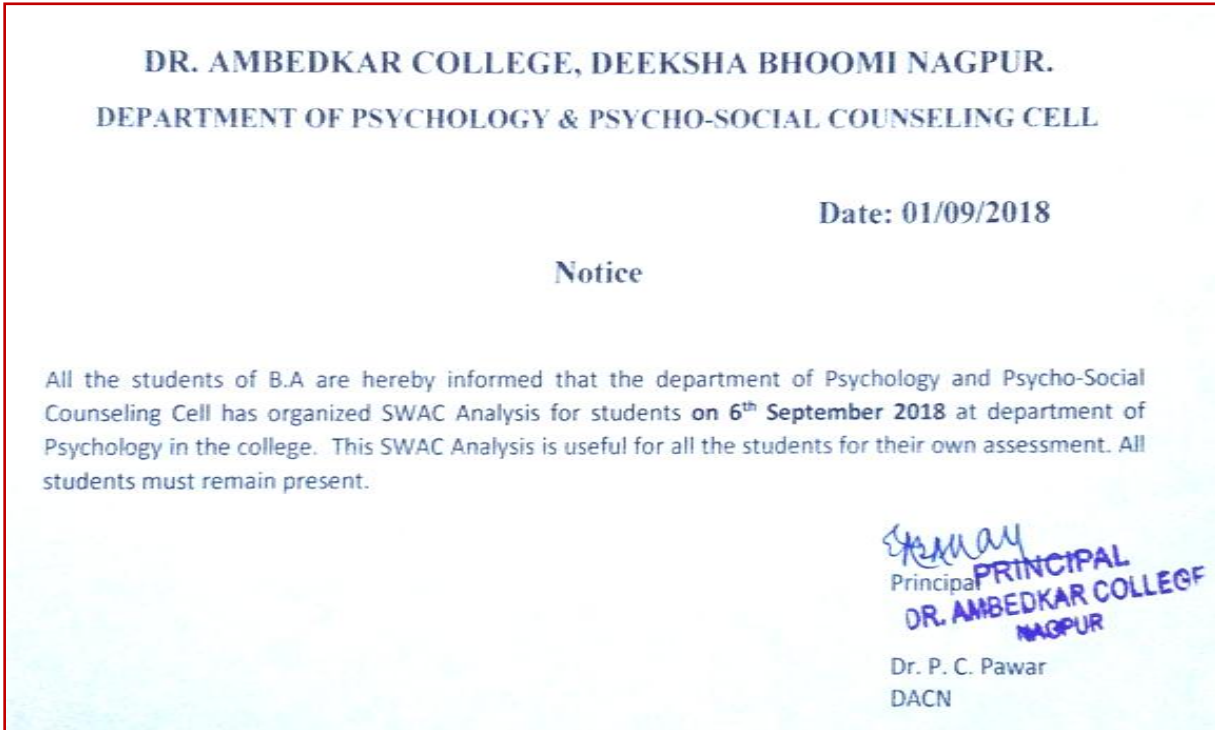 DR. AMBEDKAR COLLEGE, DEEKSHA BHOOMI NAGPUR.
DEPARTMENT OF PSYCHOLOGY & PSYCHO-SOCIAL COUNSELING CELL
Date: 01/09/2018
Notice
All the students of B.A are hereby informed that the department of Psychology and Psycho-Social
Counseling Cell has organized SWAC Analysis for students on 6th September 2018 at department of
Psychology in the college. This SWAC Analysis is useful for all the students for their own assessment. All
students must remain present.
Principal
PRINCIPAL
DR. AMBEDKAR COLLEGE
NAGPUR
Dr. P. C. Pawar
DACN